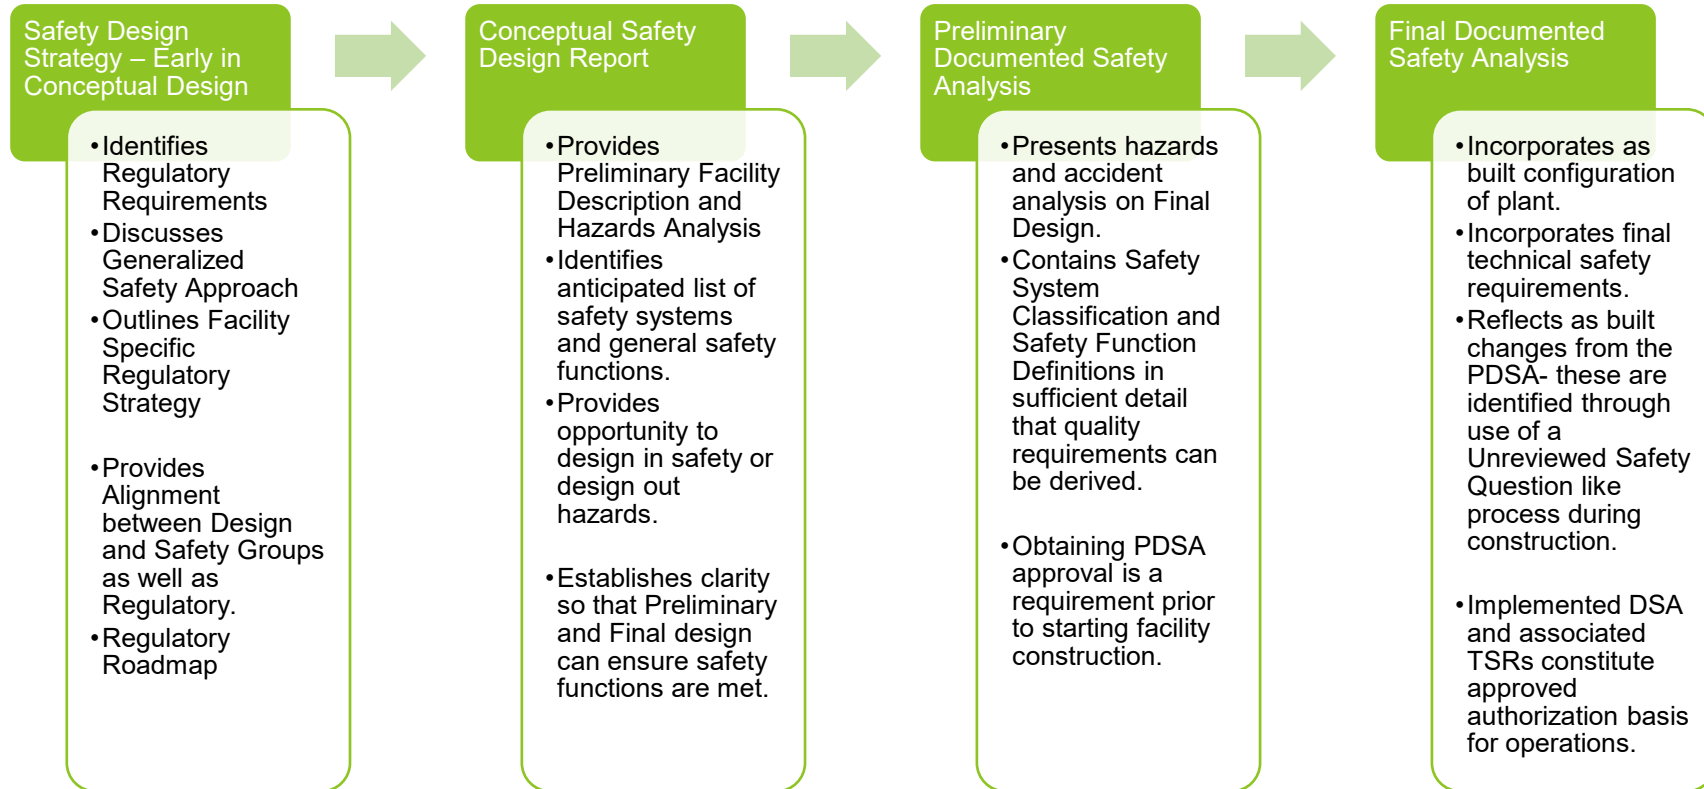 Safety Design
Strategy – Early in
Conceptual Design
•Identifies
Regulatory
Requirements
•Discusses
Generalized
Safety Approach
•Outlines Facility
Specific
Regulatory
Strategy
•Provides
Alignment
between Design
and Safety Groups
as well as
Regulatory.
•Regulatory
Roadmap
Conceptual Safety
Design Report
•Provides
Preliminary Facility
Description and
Hazards Analysis
•Identifies
anticipated list of
safety systems
and general safety
functions.
•Provides
opportunity to
design in safety or
design out
hazards.
•Establishes clarity
so that Preliminary
and Final design
can ensure safety
functions are met.
Preliminary
Documented Safety
Analysis
•Presents hazards
and accident
analysis on Final
Design.
•Contains Safety
System
Classification and
Safety Function
Definitions in
sufficient detail
that quality
requirements can
be derived.
•Obtaining PDSA
approval is a
requirement prior
to starting facility
construction.
Final Documented
Safety Analysis
•Incorporates as
built configuration
of plant.
•Incorporates final
technical safety
requirements.
•Reflects as built
changes from the
PDSA- these are
identified through
use of a
Unreviewed Safety
Question like
process during
construction.
•Implemented DSA
and associated
TSRs constitute
approved
authorization basis
for operations.